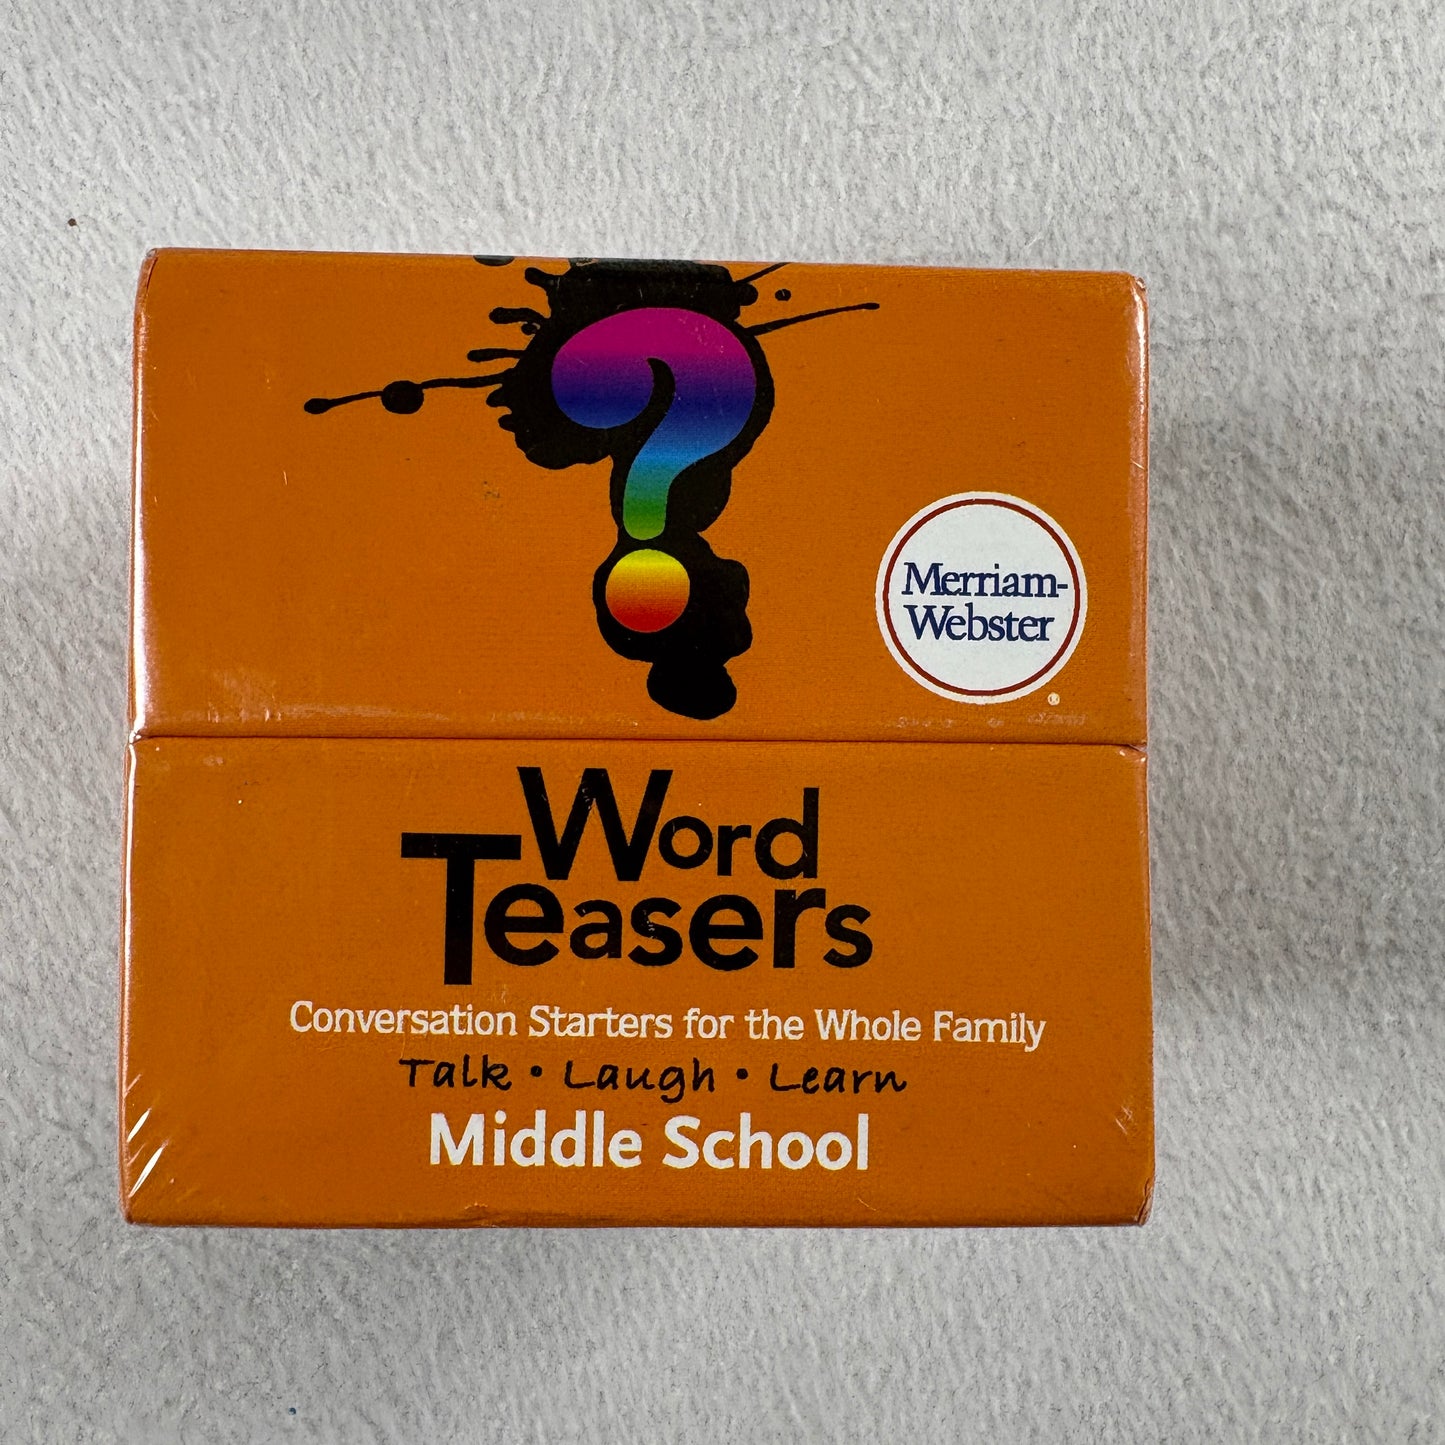 ?
Merriam-
Webster
Word
Teasers
Conversation Starters for the Whole Family
Talk • Laugh • Learn
Middle School